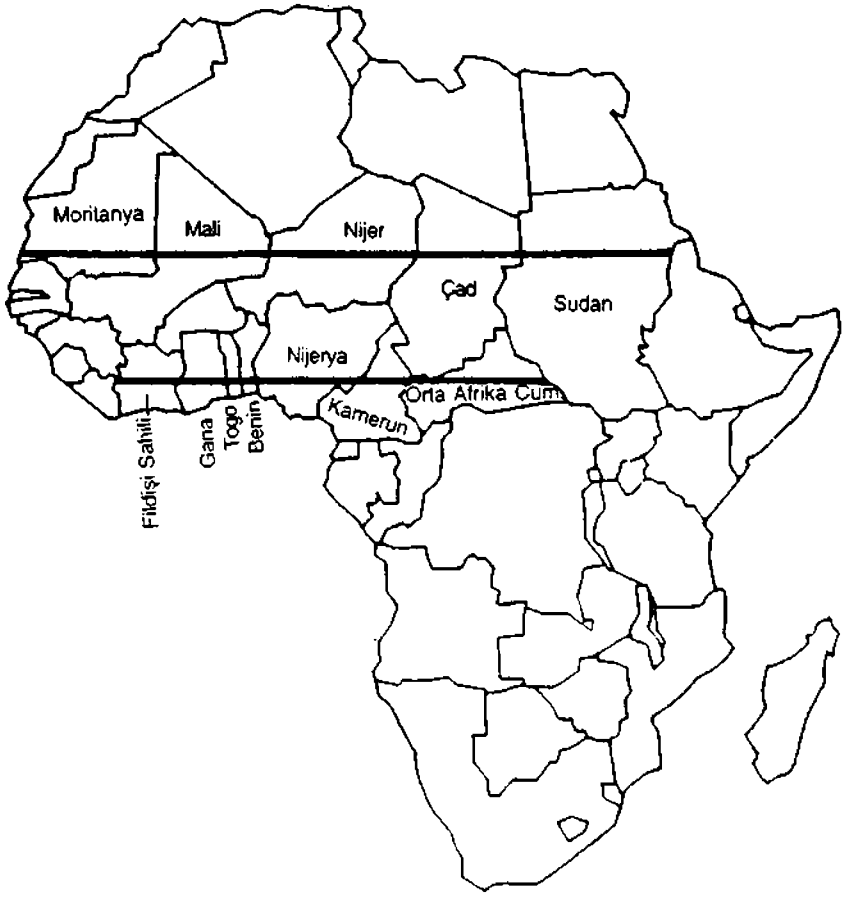 Moritanya
Mali
Nijer
Çad
Sudan
Nijerya
Orta Afrika Cum
Kamerun
Fildişi Sahili
Gana
Togo
Benin